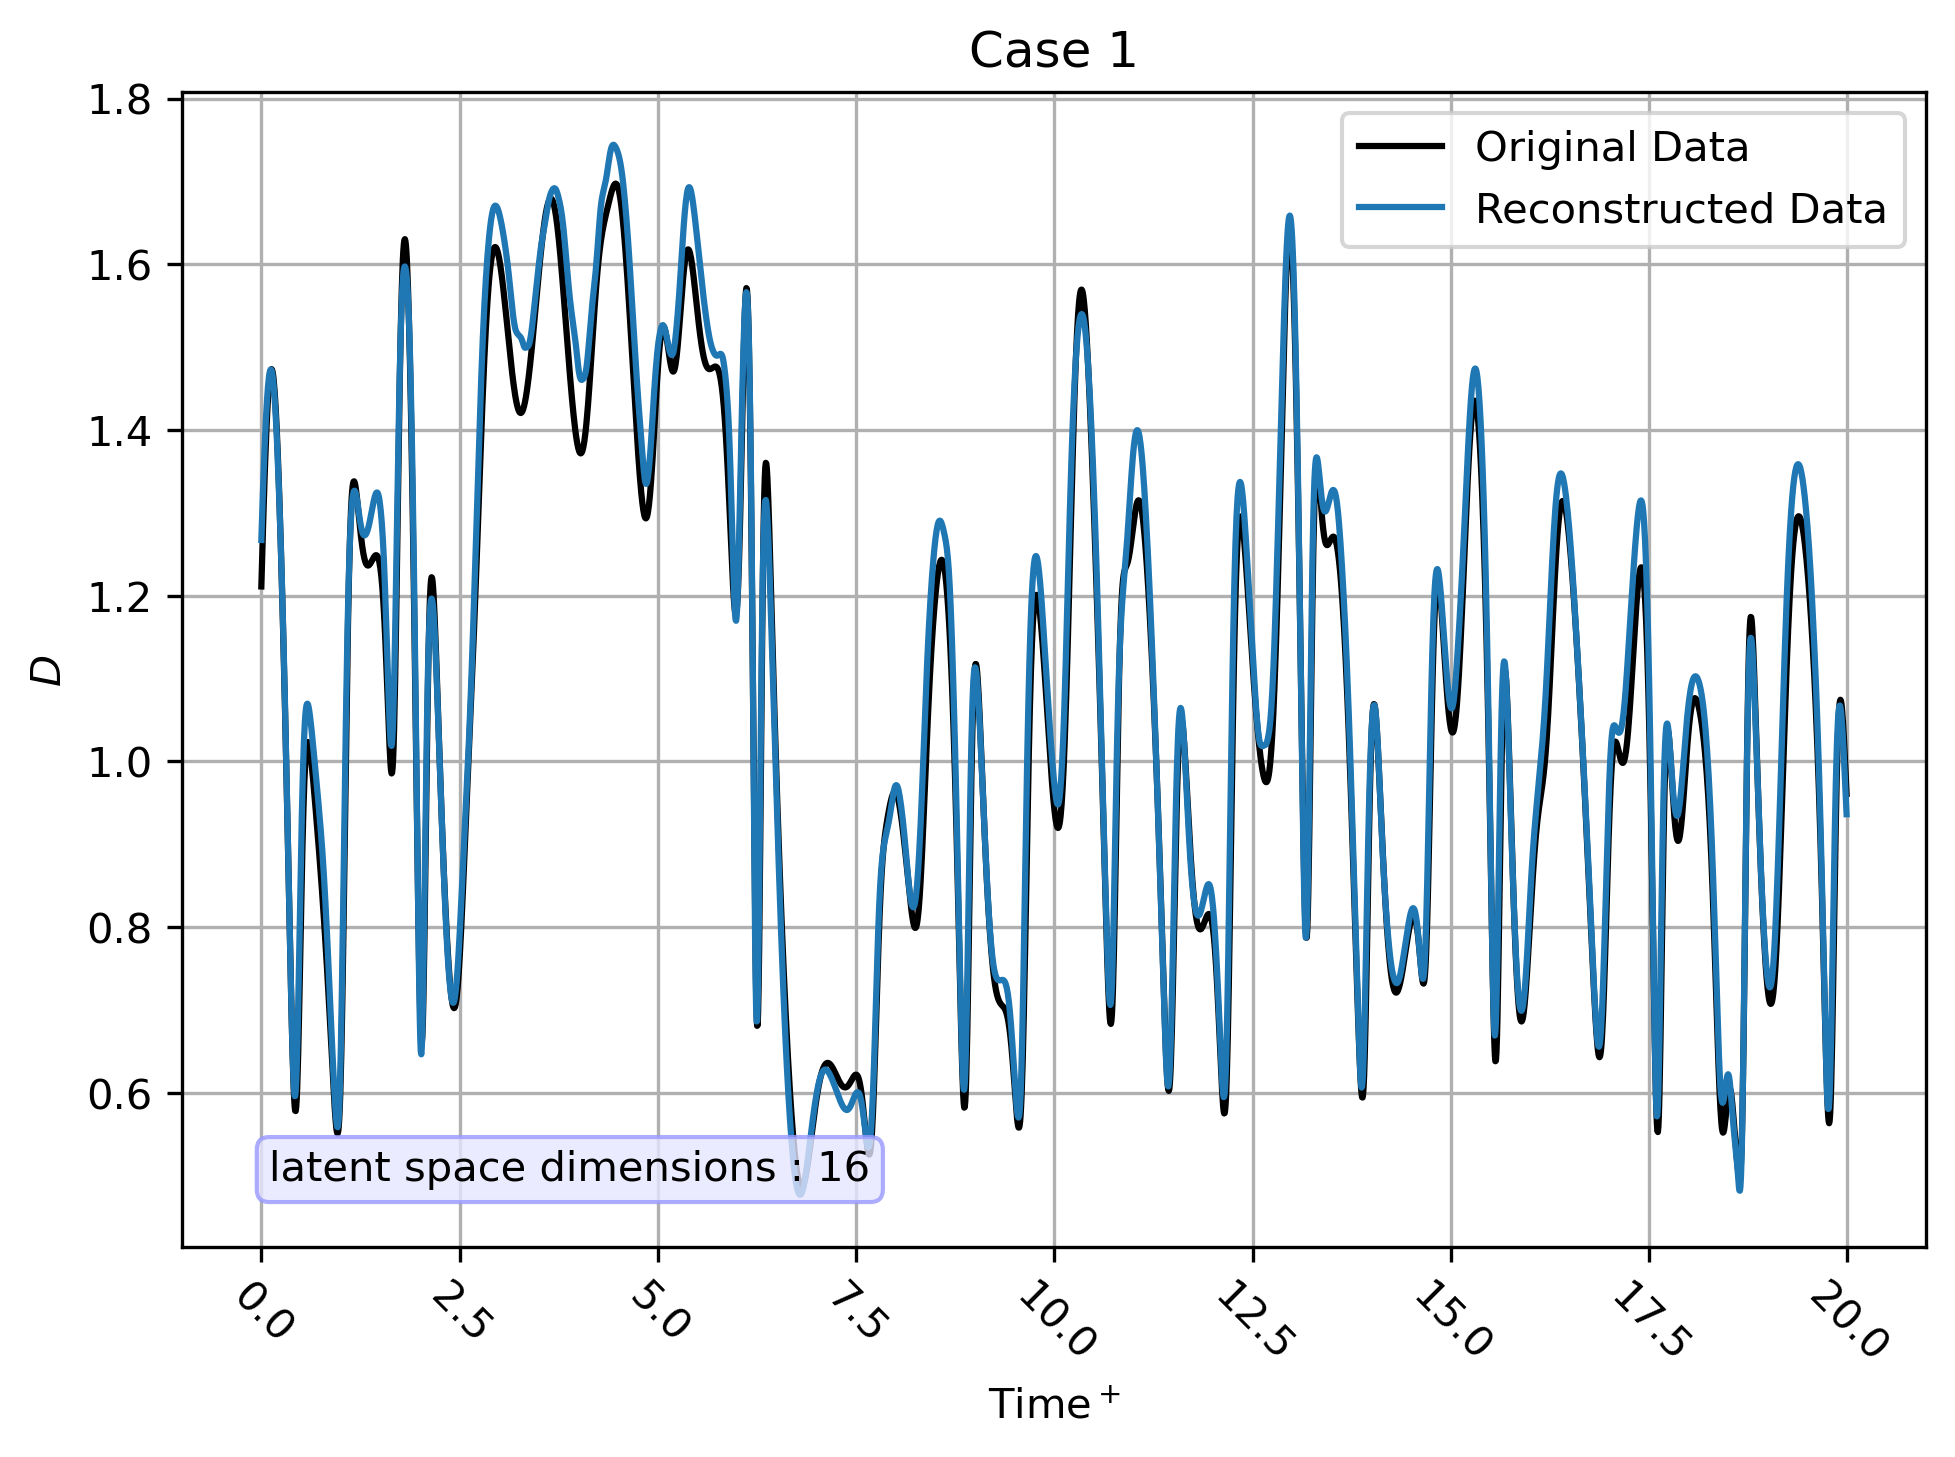 Case 1
Original Data
Reconstructed Data
D
1.8
1.6
1.4
1.2
1.0
0.8
0.6
latent space dimensions : 16
0.0 2.5 5.0 7.5 10.0 12.5 15.0 17.5 20.0
Time⁺